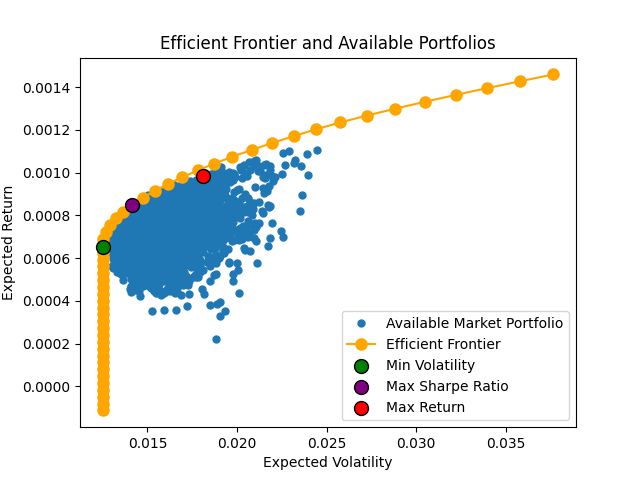 Efficient Frontier and Available Portfolios
Expected Return
0.0014
0.0012
0.0010
0.0008
0.0006
0.0004
0.0002
0.0000
Available Market Portfolio
Efficient Frontier
Min Volatility
Max Sharpe Ratio
Max Return
0.015 0.020 0.025 0.030 0.035
Expected Volatility